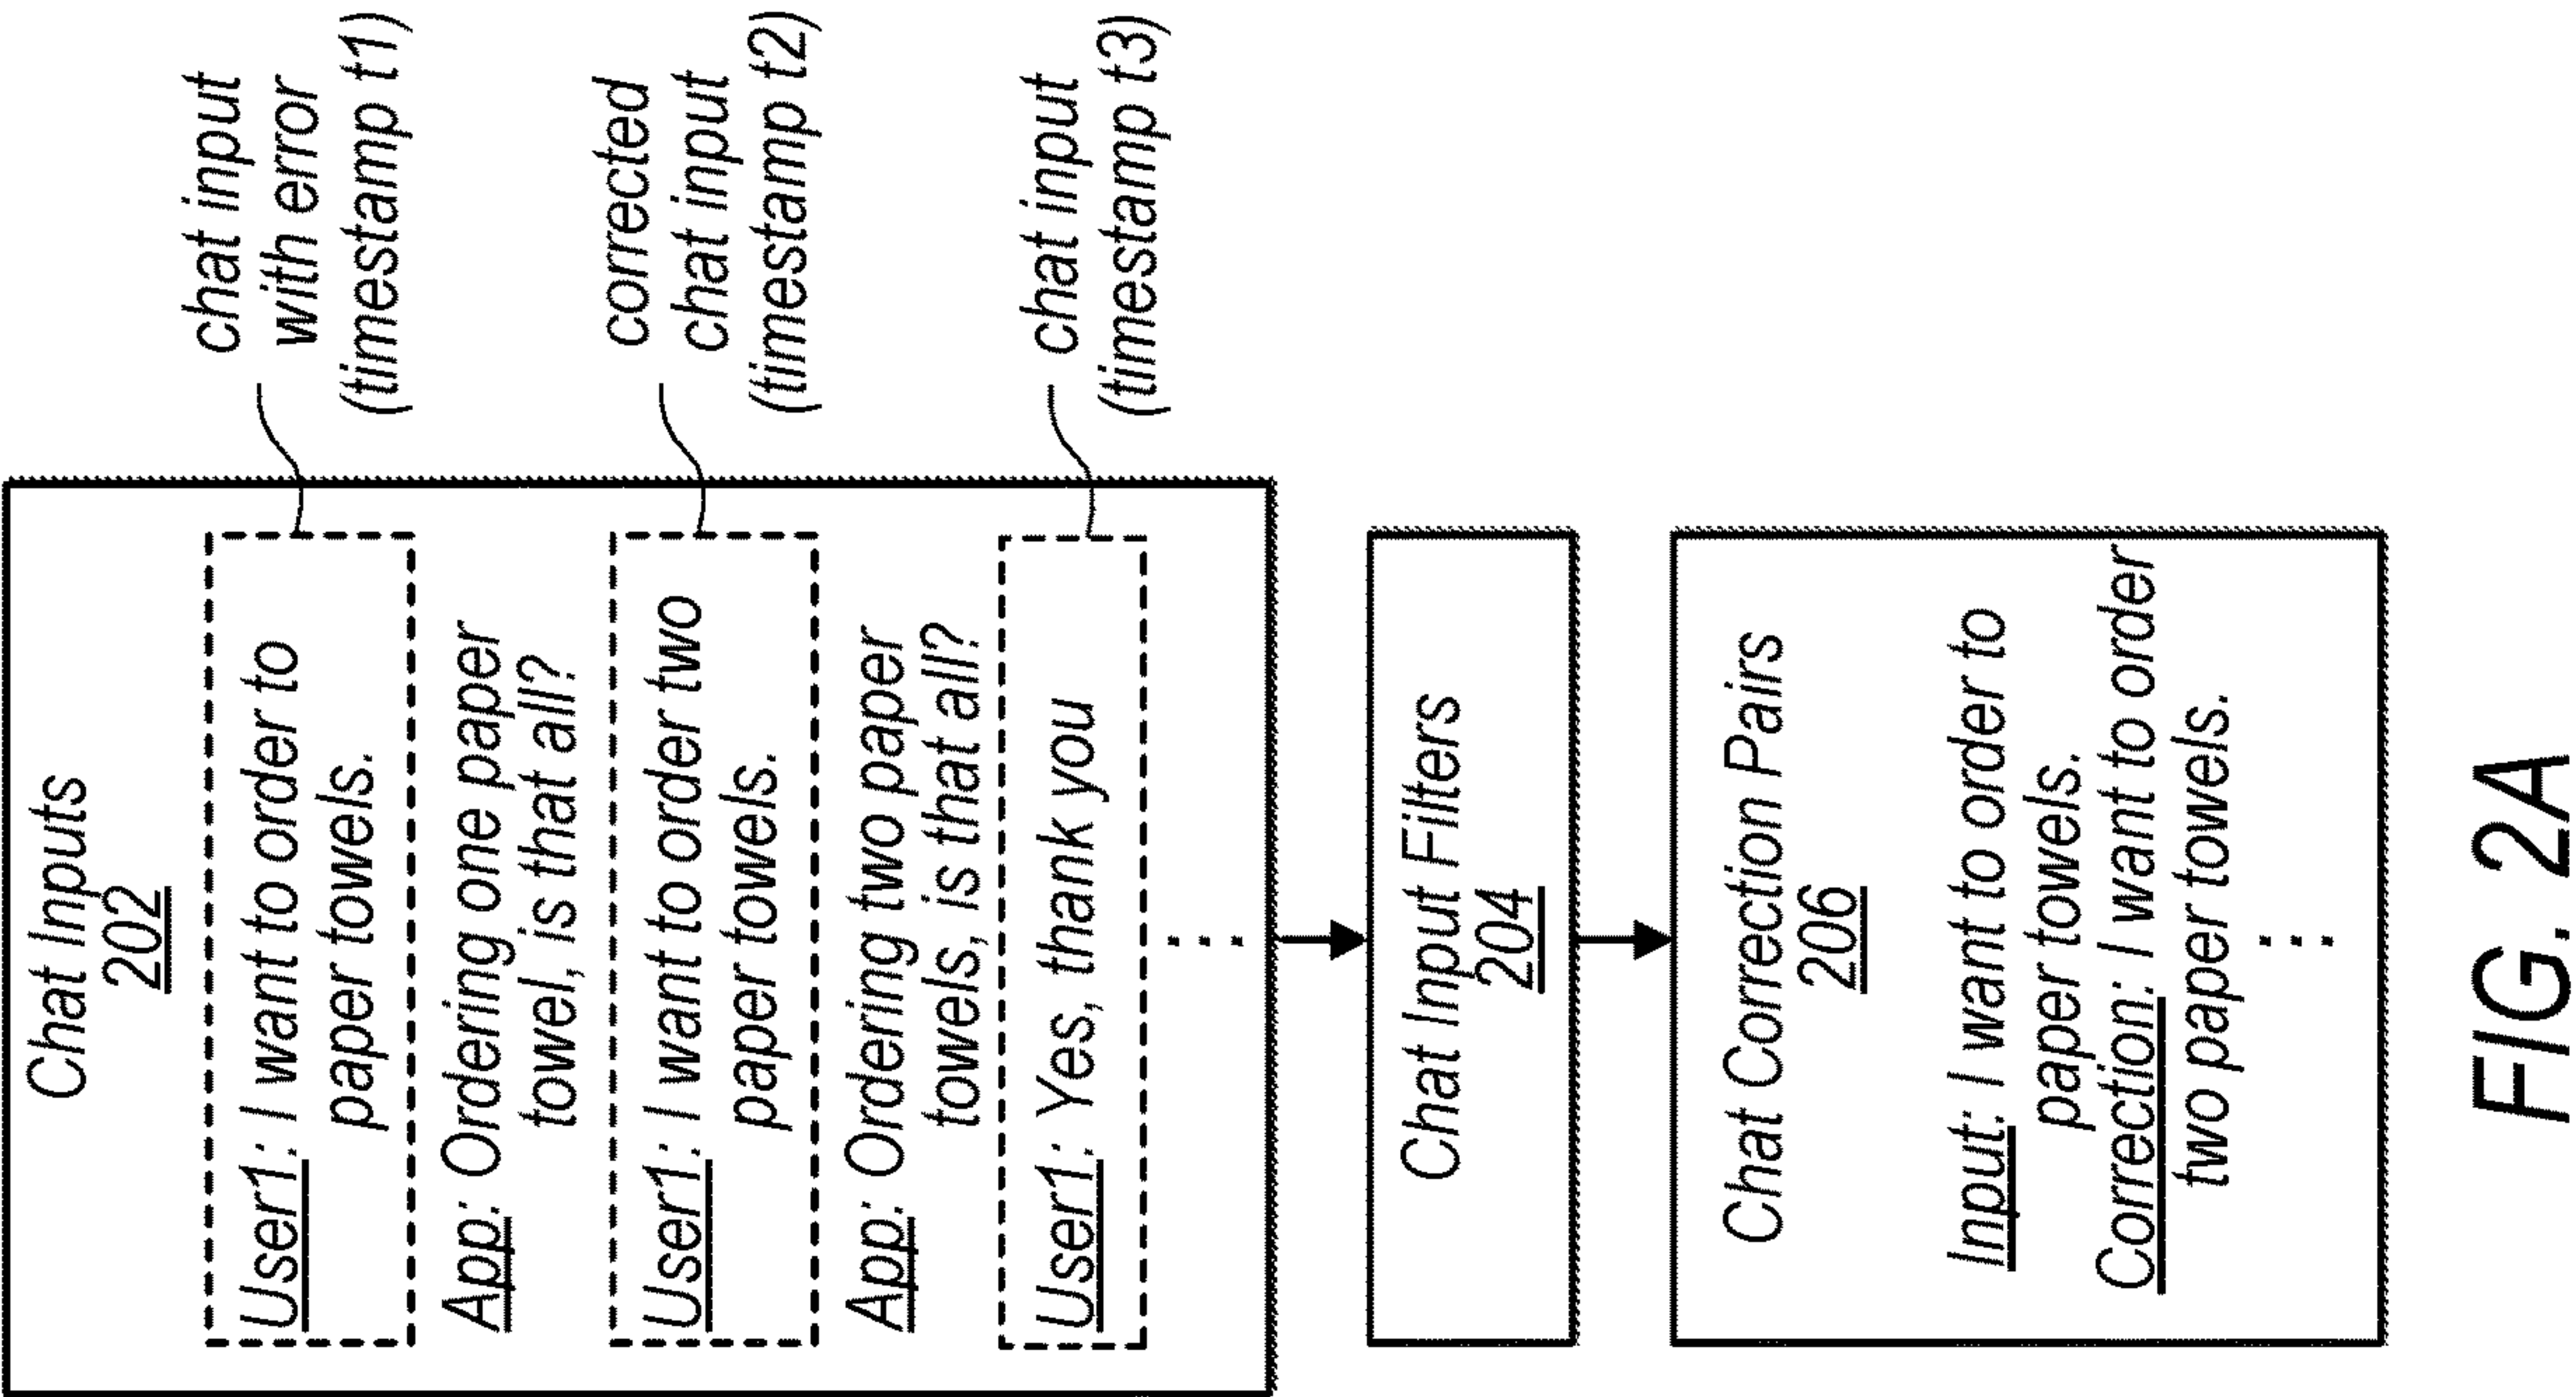 Chat Inputs
202
User1: I want to order to
paper towels.
App: Ordering one paper
towel, is that all?
User1: I want to order two
paper towels.
App: Ordering two paper
towels, is that all?
User1: Yes, thank you
chat input
with error
(timestamp t1)
corrected
chat input
(timestamp t2)
chat input
(timestamp t3)
Chat Input Filters
204
Chat Correction Pairs
206
Input: I want to order to
paper towels.
Correction: I want to order
two paper towels.
FIG. 2A